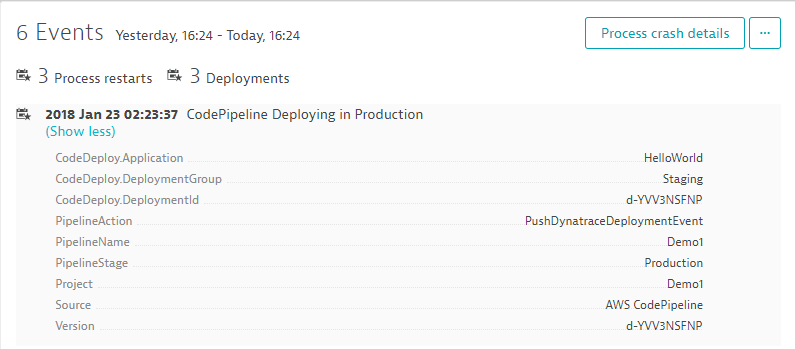 6 Events Yesterday, 16:24 - Today, 16:24 Process crash details ...
3 Process restarts 3 Deployments
2018 Jan 23 02:23:37 CodePipeline Deploying in Production
(Show less)
CodeDeploy.Application HelloWorld
CodeDeploy.DeploymentGroup Staging
CodeDeploy.DeploymentId d-YVV3NSFNP
PipelineAction PushDynatraceDeploymentEvent
PipelineName Demo1
PipelineStage Production
Project Demo1
Source AWS CodePipeline
Version d-YVV3NSFNP